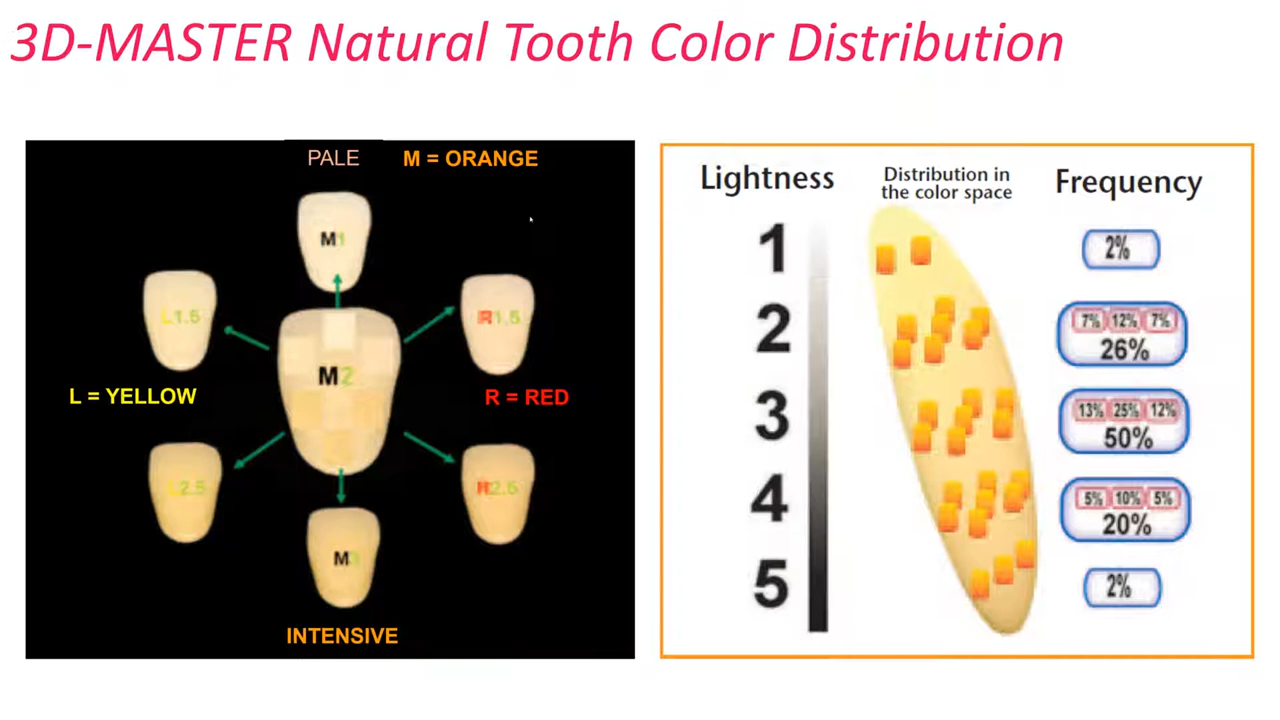 3D-MASTER Natural Tooth Color Distribution
PALE
M = ORANGE
M1
L1.5
R1.5
M2
L = YELLOW
R = RED
L2.5
R2.5
M3
INTENSIVE
Lightness
Distribution in
the color space
Frequency
1
2%
2
7% 12% 7%
26%
3
13% 25% 12%
50%
4
5% 10% 5%
20%
5
2%